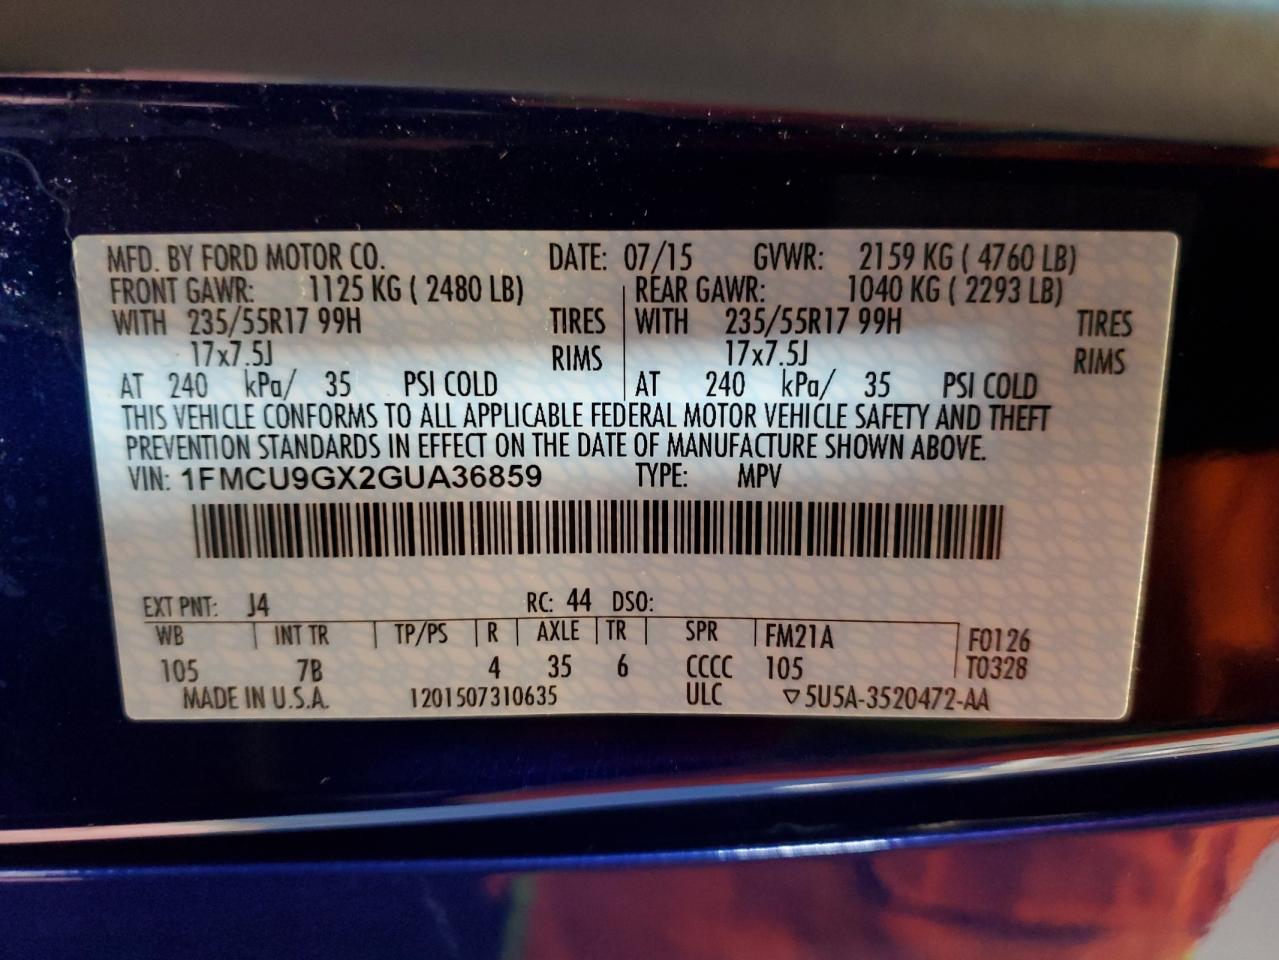 MFD. BY FORD MOTOR CO. DATE: 07/15 GVWR: 2159 KG ( 4760 LB)
FRONT GAWR: 1125 KG ( 2480 LB) REAR GAWR: 1040 KG ( 2293 LB)
WITH 235/55R17 99H TIRES WITH 235/55R17 99H TIRES
17x7.5J RIMS 17x7.5J RIMS
AT 240 kPa/ 35 PSI COLD AT 240 kPa/ 35 PSI COLD
THIS VEHICLE CONFORMS TO ALL APPLICABLE FEDERAL MOTOR VEHICLE SAFETY AND THEFT
PREVENTION STANDARDS IN EFFECT ON THE DATE OF MANUFACTURE SHOWN ABOVE.
VIN: 1FMCU9GX2GUA36859 TYPE: MPV
EXT PNT: J4 RC: 44 DSO:
WB INT TR TP/PS R AXLE TR SPR FM21A F0126
105 7B 4 35 6 CCCC 105 T0328
MADE IN U.S.A. 1201507310635 ULC ▽5U5A-3520472-AA